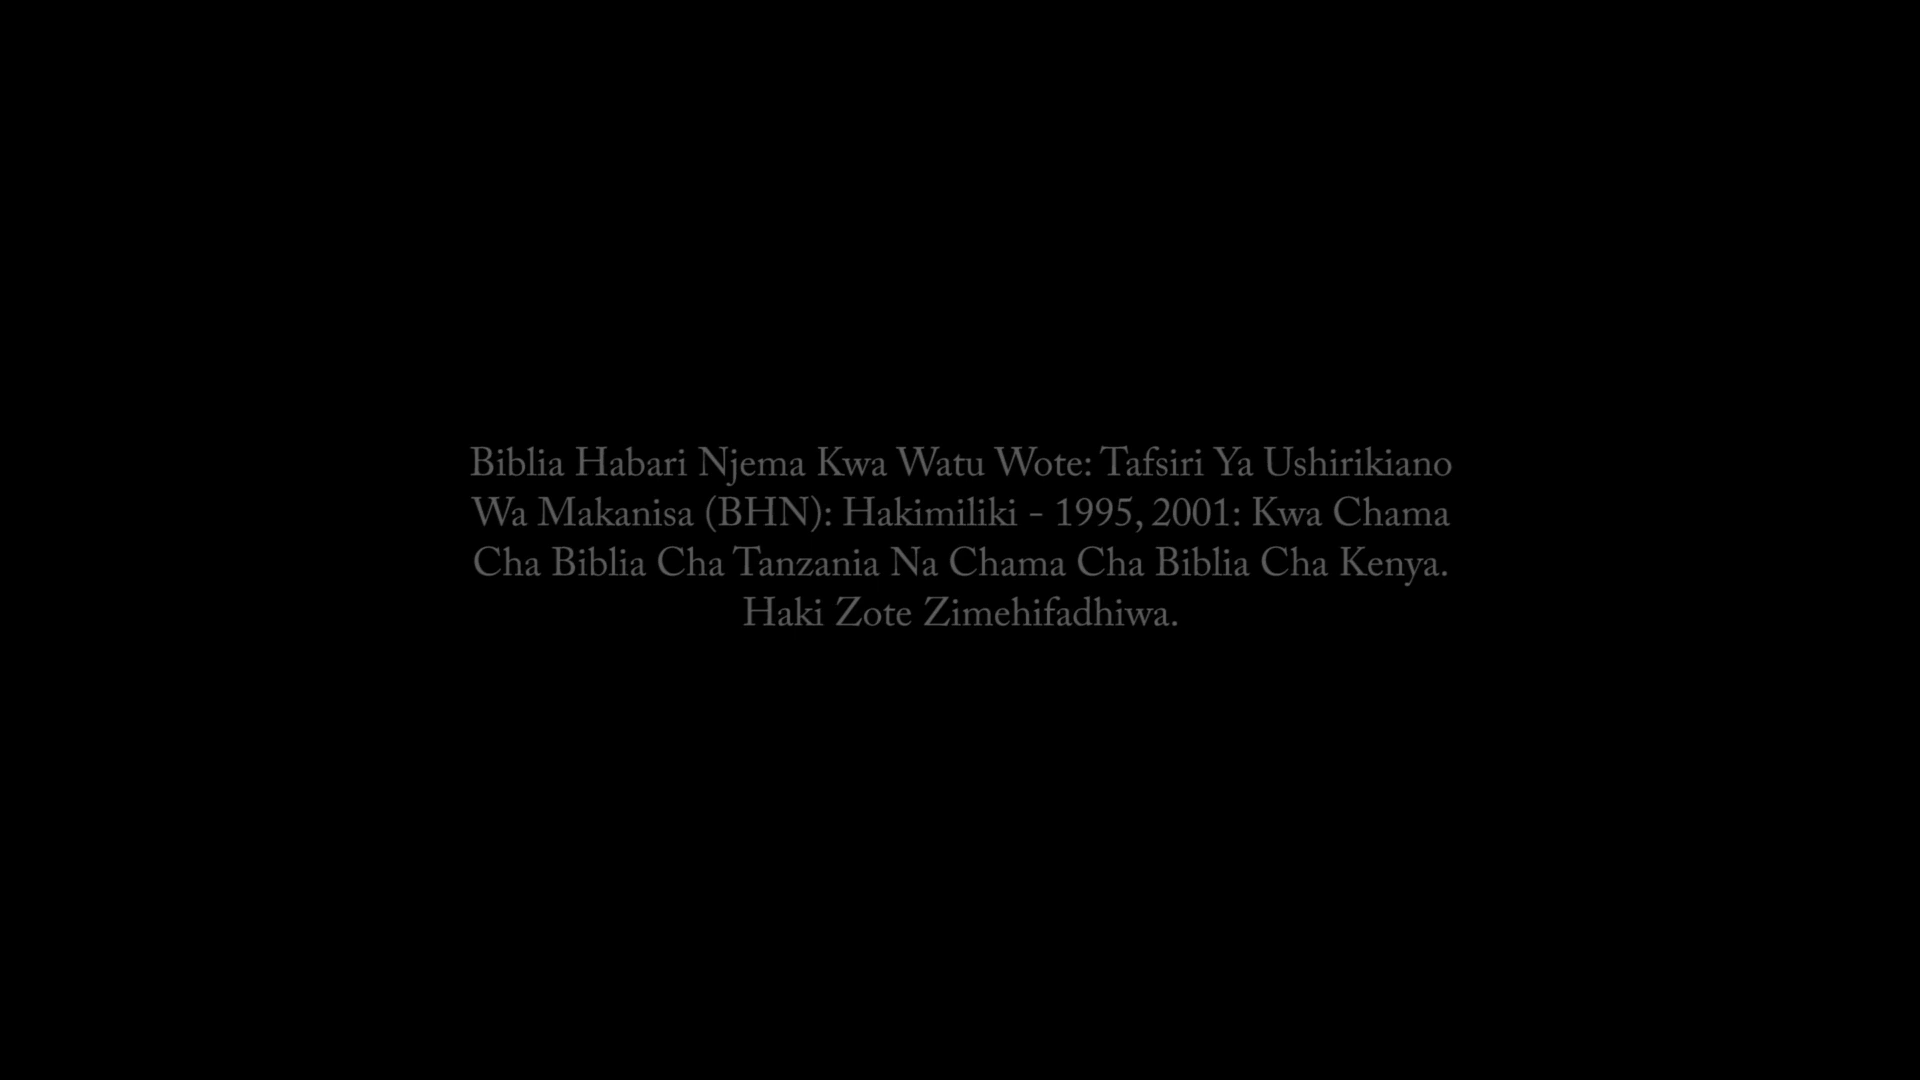 Biblia Habari Njema Kwa Watu Wote: Tafsiri Ya Ushirikiano
Wa Makanisa (BHN): Hakimiliki - 1995, 2001: Kwa Chama
Cha Biblia Cha Tanzania Na Chama Cha Biblia Cha Kenya.
Haki Zote Zimehifadhiwa.